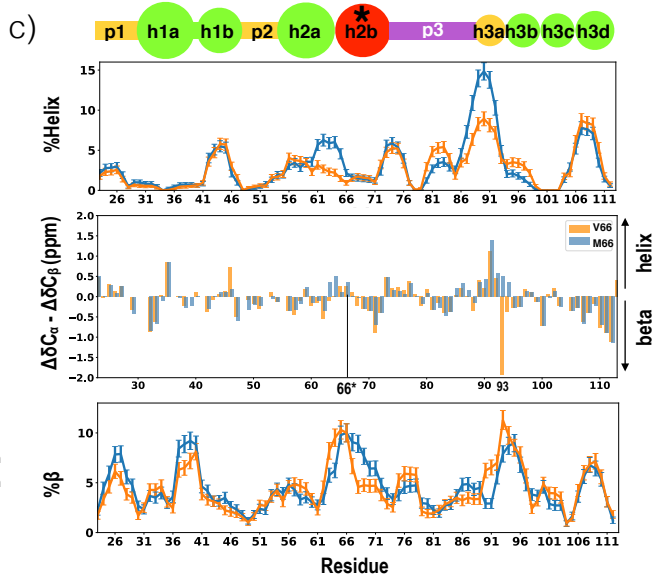 c)
p1 h1a h1b p2 h2a * h2b p3 h3a h3b h3c h3d
%Helix
15
10
5
0
26 31 36 41 46 51 56 61 66 71 76 81 86 91 96 101 106 111
ΔδCα - ΔδCβ (ppm)
2.0
1.5
1.0
0.5
0.0
−0.5
−1.0
−1.5
−2.0
V66
M66
helix
beta
30 40 50 60 66* 70 80 90 93 100 110
%β
10
5
0
26 31 36 41 46 51 56 61 66 71 76 81 86 91 96 101 106 111
Residue